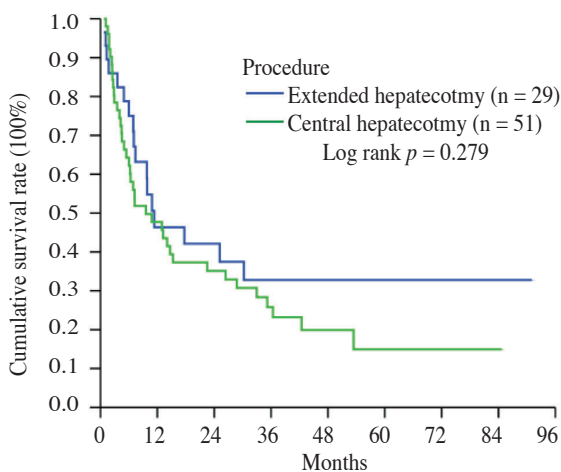 Cumulative survival rate (100%)
1.0
0.9
0.8
0.7
0.6
0.5
0.4
0.3
0.2
0.1
0.0
Procedure
Extended hepatecotmy (n = 29)
Central hepatecotmy (n = 51)
Log rank p = 0.279
0 12 24 36 48 60 72 84 96
Months